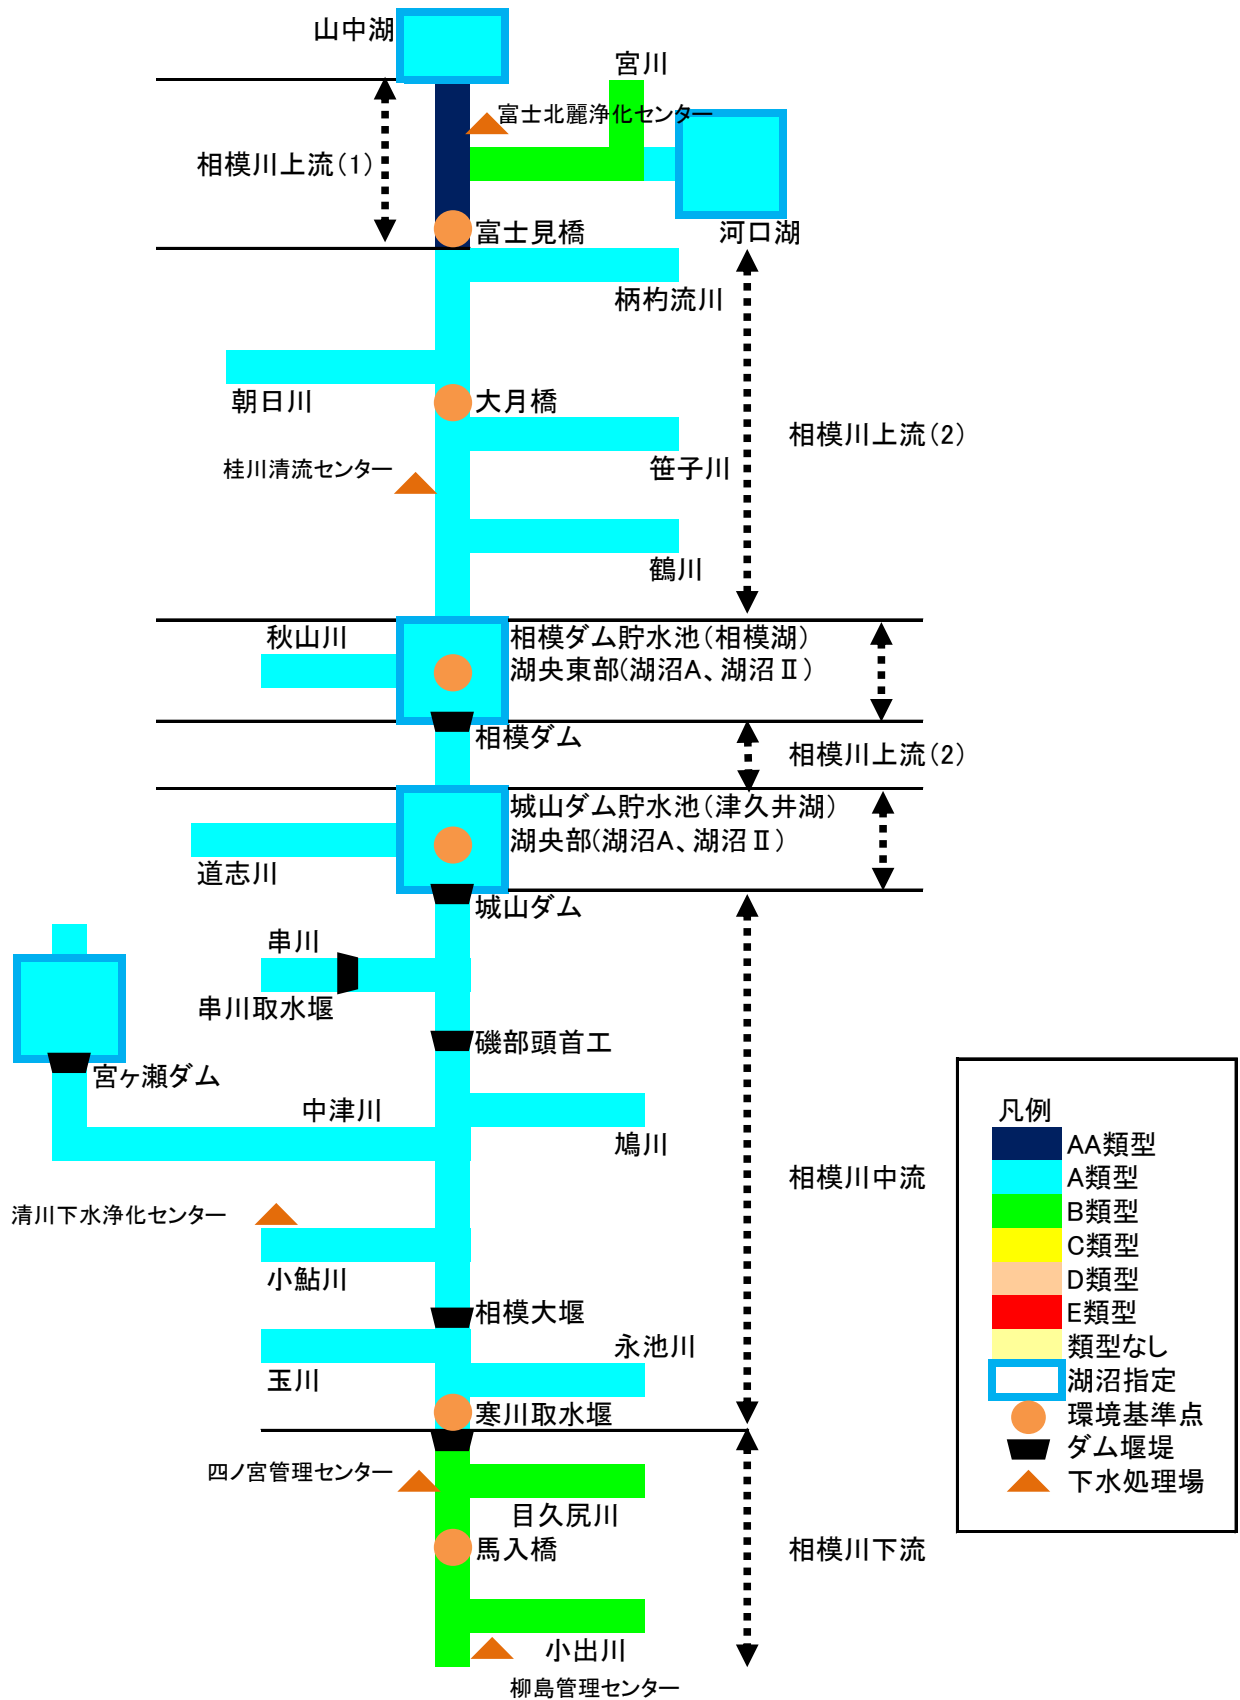 山中湖
宮川
富士北麗浄化センター
相模川上流(1)
富士見橋
河口湖
柄杓流川
朝日川
大月橋
相模川上流(2)
桂川清流センター
笹子川
鶴川
秋山川
相模ダム貯水池(相模湖)
湖央東部(湖沼A、湖沼Ⅱ)
相模ダム
相模川上流(2)
城山ダム貯水池(津久井湖)
湖央部(湖沼A、湖沼Ⅱ)
道志川
城山ダム
串川
串川取水堰
磯部頭首工
宮ヶ瀬ダム
中津川
鳩川
相模川中流
清川下水浄化センター
小鮎川
相模大堰
永池川
玉川
寒川取水堰
四ノ宮管理センター
目久尻川
馬入橋
相模川下流
小出川
柳島管理センター
凡例
AA類型
A類型
B類型
C類型
D類型
E類型
類型なし
湖沼指定
環境基準点
ダム堰堤
下水処理場